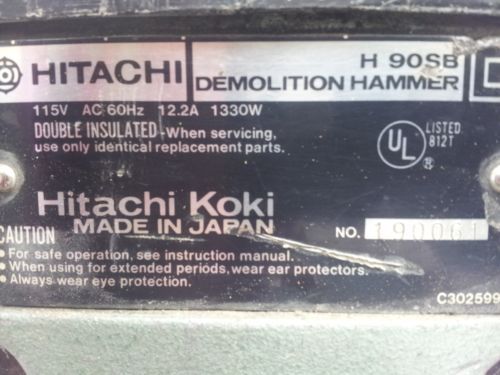 HITACHI
H 90SB
DEMOLITION HAMMER
115V AC 60Hz 12.2A 1330W
DOUBLE INSULATED-When servicing,
use only identical replacement parts.
UL
LISTED
812T
®
Hitachi Koki
MADE IN JAPAN
NO. 190061
CAUTION
•For safe operation, see instruction manual.
•When using for extended periods, wear ear protectors.
•Always wear eye protection.
C302599